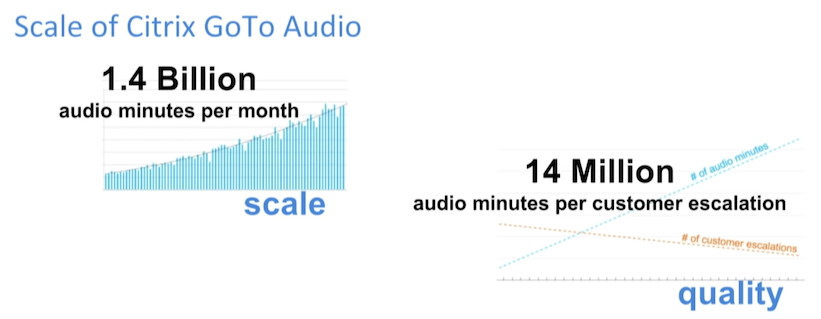 Scale of Citrix GoTo Audio
1.4 Billion
audio minutes per month
scale
14 Million
# of audio minutes
audio minutes per customer escalation
# of customer escalations
quality